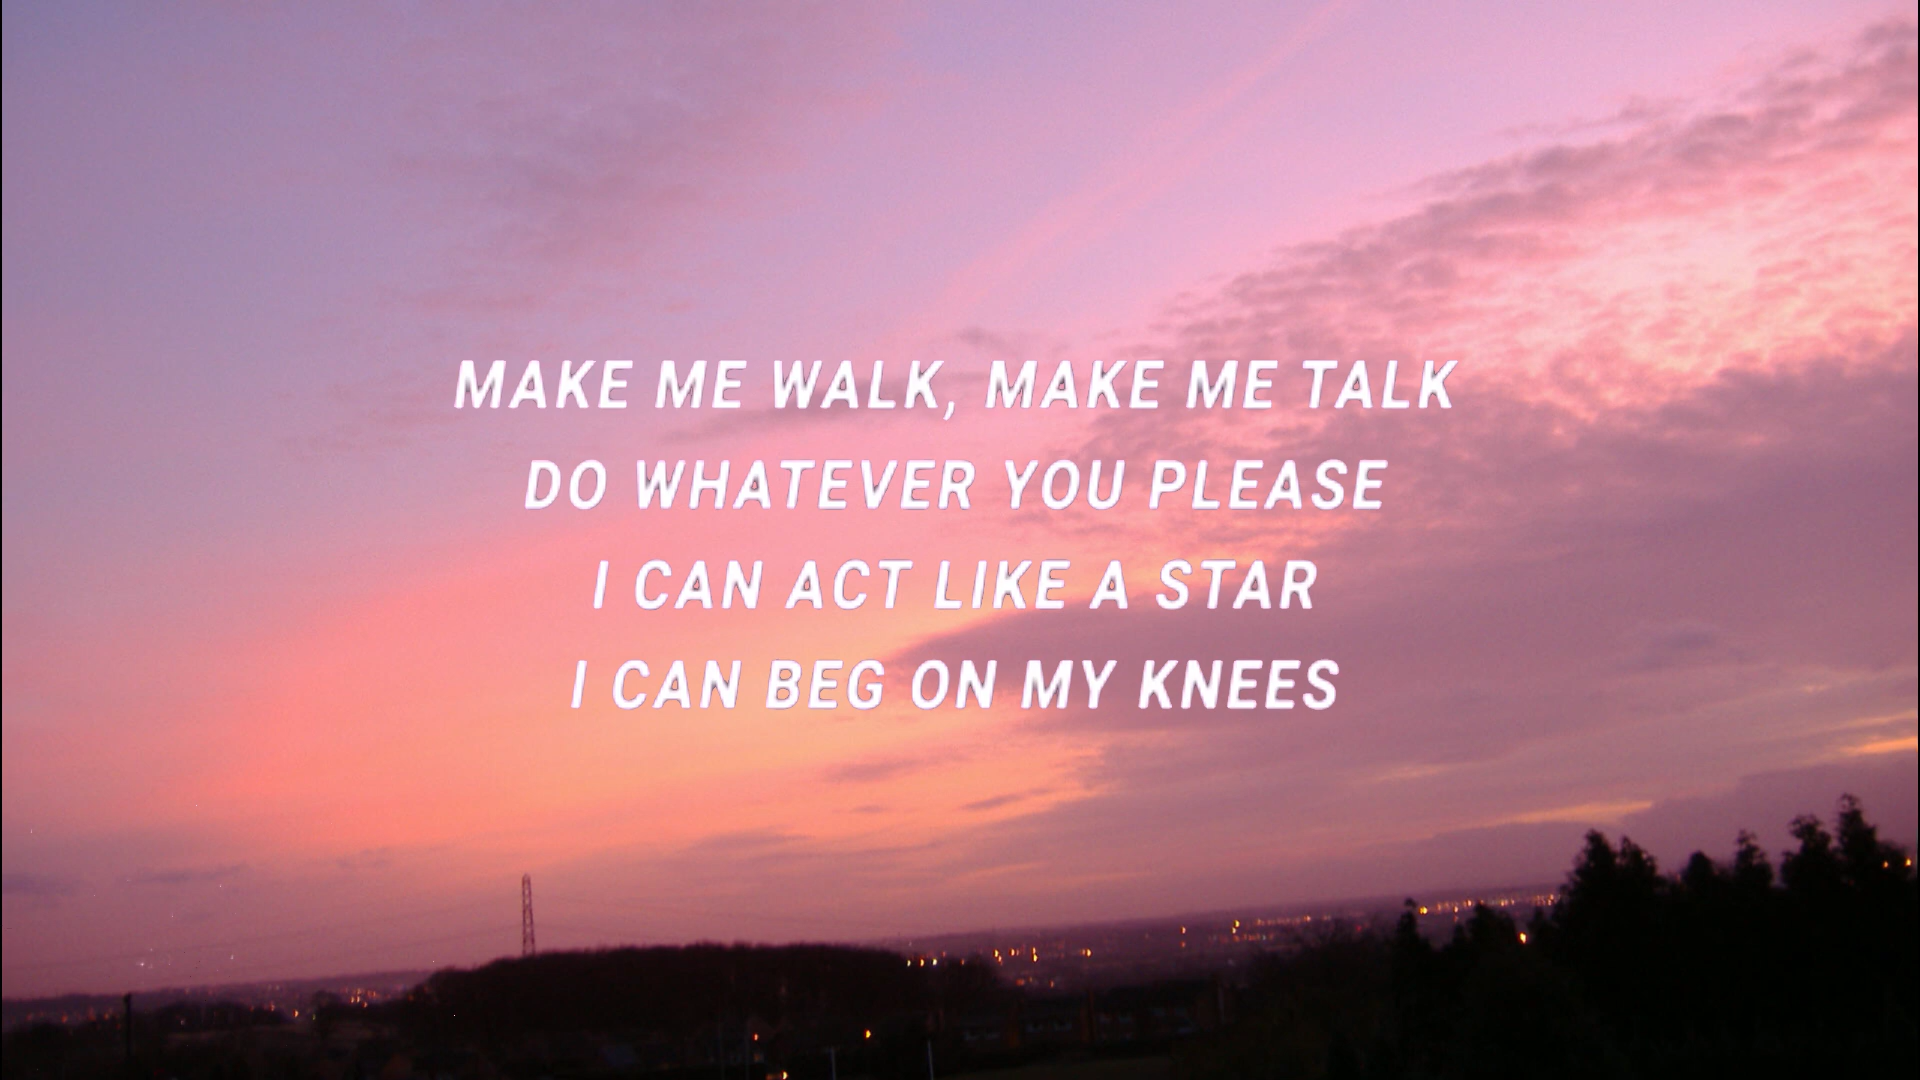 MAKE ME WALK, MAKE ME TALK
DO WHATEVER YOU PLEASE
I CAN ACT LIKE A STAR
I CAN BEG ON MY KNEES